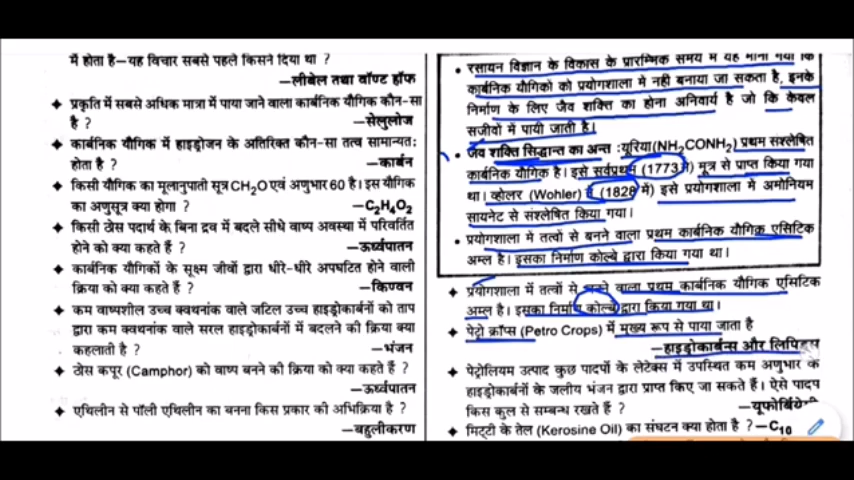 में होता है–यह विचार सबसे पहले किसने दिया था ?
–लीबेल तथा वॉण्ट हॉफ
✦ प्रकृति में सबसे अधिक मात्रा में पाया जाने वाला कार्बनिक यौगिक कौन-सा
है ? –सेलुलोज
✦ कार्बनिक यौगिक में हाइड्रोजन के अतिरिक्त कौन-सा तत्व सामान्यतः
होता है ? –कार्बन
✦ किसी यौगिक का मूलानुपाती सूत्र CH₂O एवं अणुभार 60 है। इस यौगिक
का अणुसूत्र क्या होगा ? –C₂H₄O₂
✦ किसी ठोस पदार्थ के बिना द्रव में बदले सीधे वाष्प अवस्था में परिवर्तित
होने को क्या कहते हैं ? –ऊर्ध्वपातन
✦ कार्बनिक यौगिकों के सूक्ष्म जीवों द्वारा धीरे-धीरे अपघटित होने वाली
क्रिया को क्या कहते हैं ? –किण्वन
✦ कम वाष्पशील उच्च क्वथनांक वाले जटिल उच्च हाइड्रोकार्बनों को ताप
द्वारा कम क्वथनांक वाले सरल हाइड्रोकार्बनों में बदलने की क्रिया क्या
कहलाती है ? –भंजन
✦ ठोस कपूर (Camphor) को वाष्प बनने की क्रिया को क्या कहते हैं ?
–ऊर्ध्वपातन
✦ एथिलीन से पॉली एथिलीन का बनना किस प्रकार की अभिक्रिया है ?
–बहुलीकरण
• रसायन विज्ञान के विकास के प्रारम्भिक समय में यह माना गया कि
कार्बनिक यौगिकों को प्रयोगशाला मे नही बनाया जा सकता है, इनके
निर्माण के लिए जैव शक्ति का होना अनिवार्य है जो कि केवल
सजीवों में पायी जाती है।
• जैव शक्ति सिद्धान्त का अन्त : यूरिया(NH₂CONH₂) प्रथम संश्लेषित
कार्बनिक यौगिक है। इसे सर्वप्रथम (1773 में) मूत्र से प्राप्त किया गया
था। व्होलर (Wohler) ने (1828 में) इसे प्रयोगशाला मे अमोनियम
सायनेट से संश्लेषित किया गया।
• प्रयोगशाला मे तत्वों से बनने वाला प्रथम कार्बनिक यौगिक एसिटिक
अम्ल है। इसका निर्माण कोल्बे द्वारा किया गया था।
✦ प्रयोगशाला में तत्वों से बनने वाला प्रथम कार्बनिक यौगिक एसिटिक
अम्ल है। इसका निर्माण कोल्बे द्वारा किया गया था।
✦ पेट्रो क्रॉप्स (Petro Crops) में मुख्य रूप से पाया जाता है
–हाइड्रोकार्बन्स और लिपिड्स
✦ पेट्रोलियम उत्पाद कुछ पादपों के लेटेक्स में उपस्थित कम अणुभार के
हाइड्रोकार्बनों के जलीय भंजन द्वारा प्राप्त किए जा सकते हैं। ऐसे पादप
किस कुल से सम्बन्ध रखते हैं ?
✦ मिट्टी के तेल (Kerosine Oil) का संघटन क्या होता है ? –C₁₀